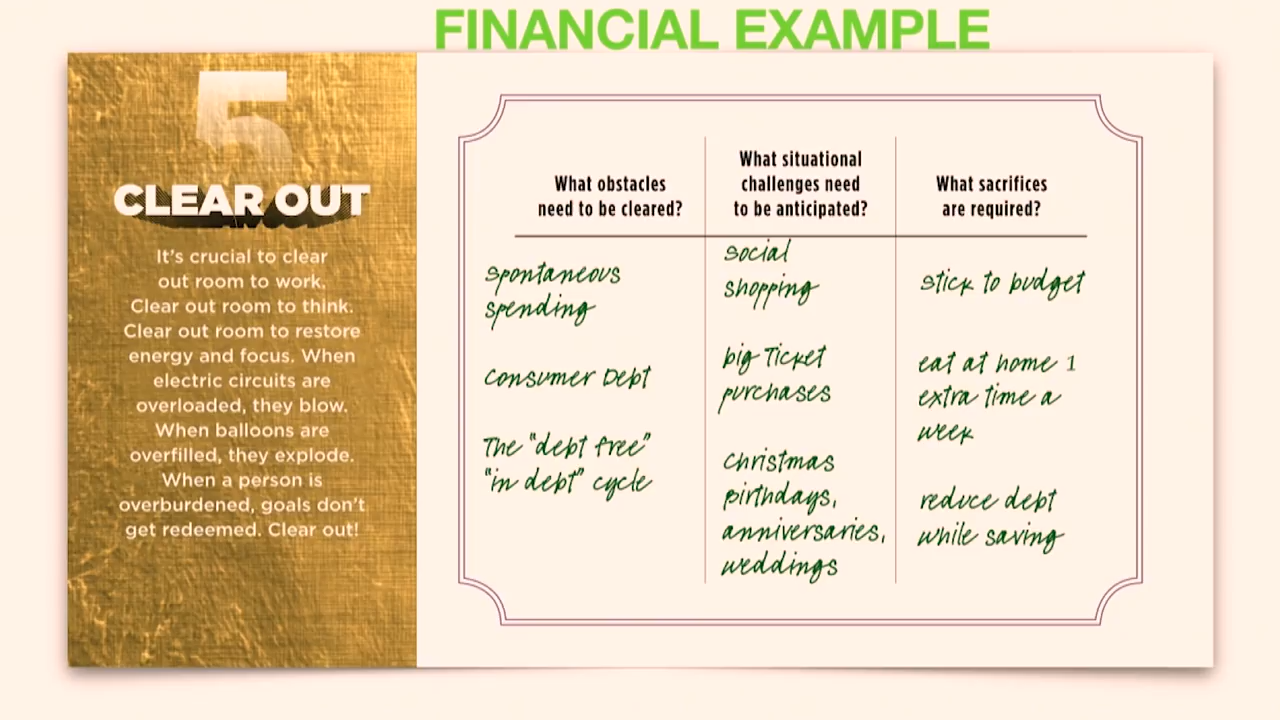 FINANCIAL EXAMPLE
5
CLEAR OUT
It's crucial to clear
out room to work.
Clear out room to think.
Clear out room to restore
energy and focus. When
electric circuits are
overloaded, they blow.
When balloons are
overfilled, they explode.
When a person is
overburdened, goals don't
get redeemed. Clear out!
What obstacles
need to be cleared?
spontaneous
spending
Consumer Debt
The "debt free"
"in debt" cycle
What situational
challenges need
to be anticipated?
social
shopping
big Ticket
purchases
Christmas
birthdays,
anniversaries,
weddings
What sacrifices
are required?
stick to budget
eat at home 1
extra time a
week
reduce debt
while saving